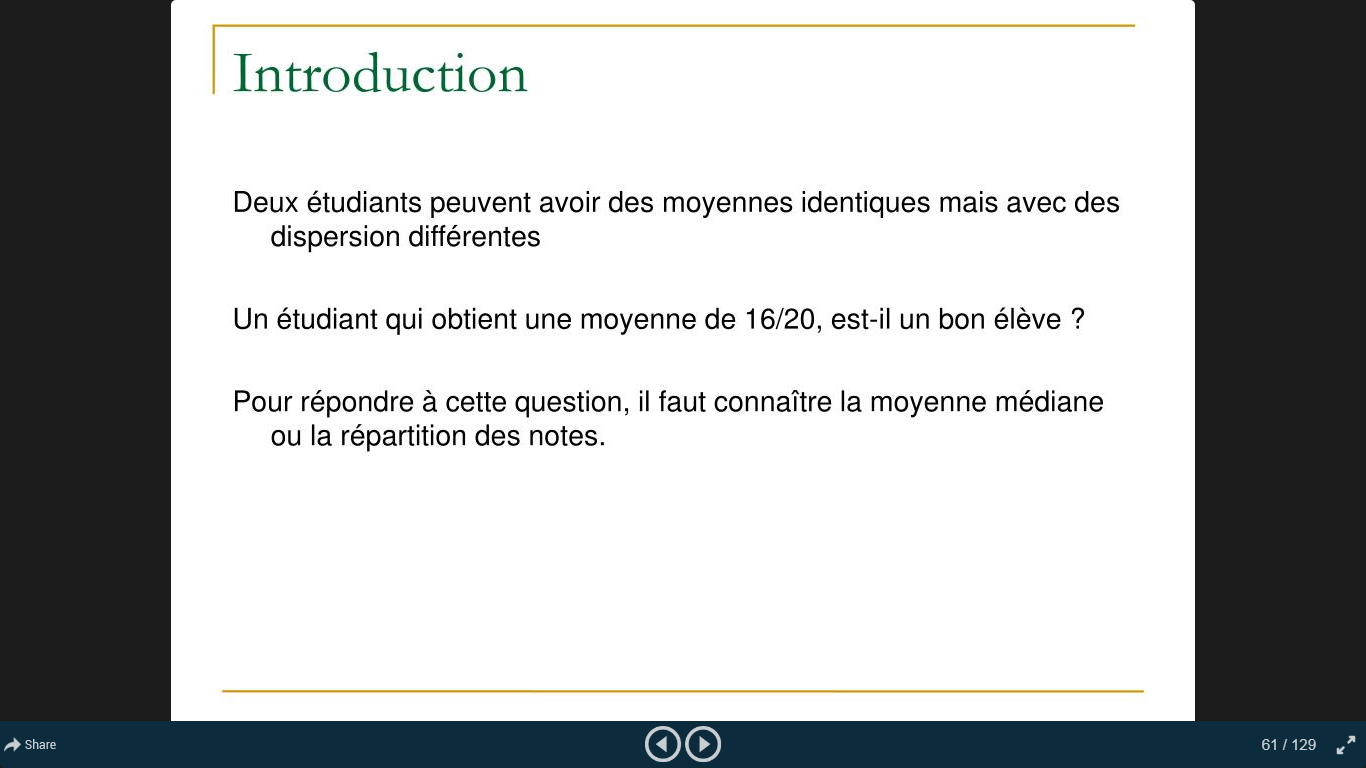 Introduction
Deux étudiants peuvent avoir des moyennes identiques mais avec des
dispersion différentes
Un étudiant qui obtient une moyenne de 16/20, est-il un bon élève ?
Pour répondre à cette question, il faut connaître la moyenne médiane
ou la répartition des notes.
Share
61 / 129